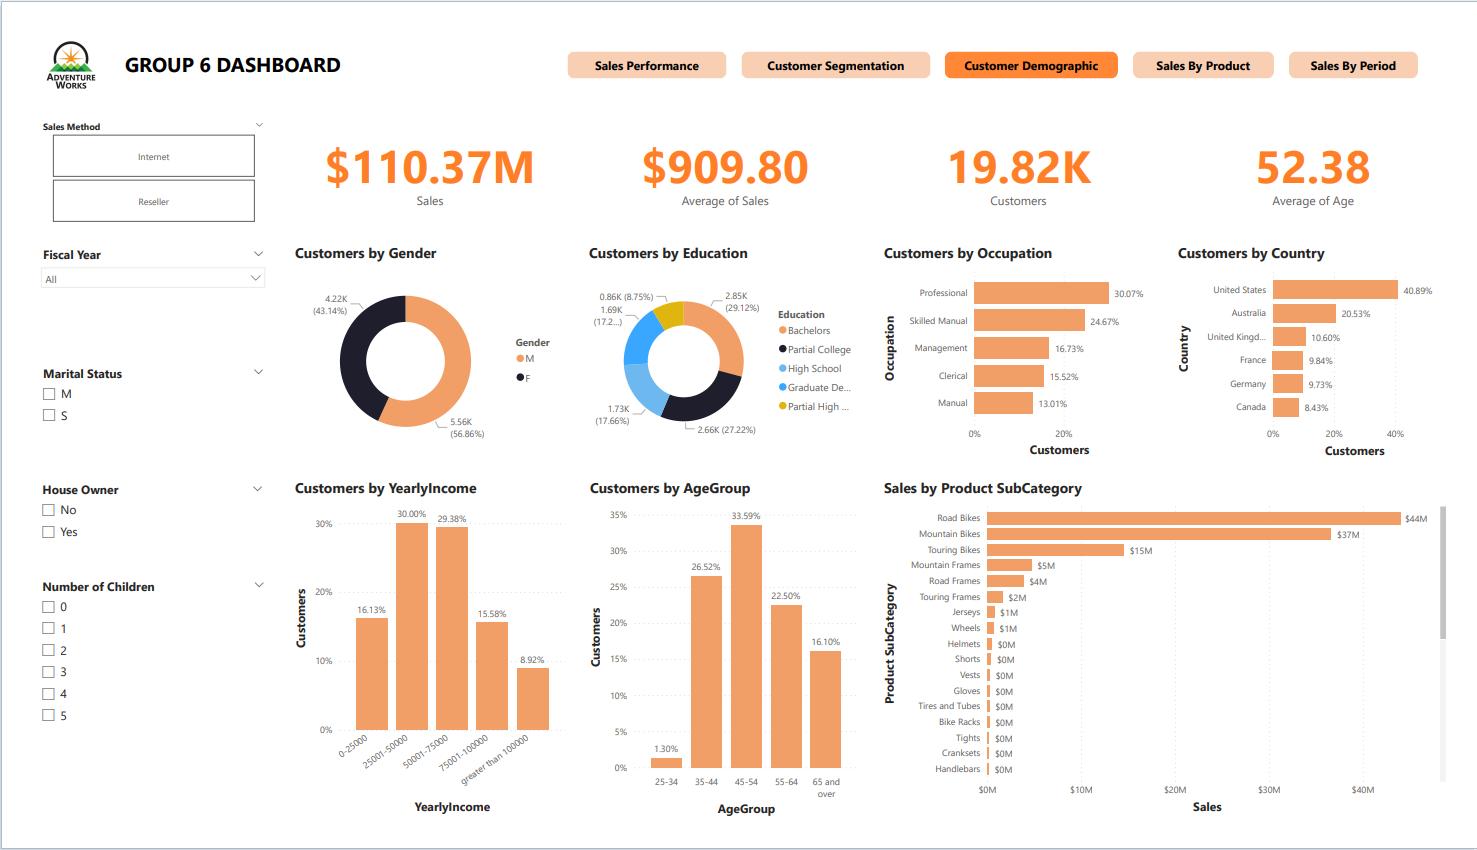 ADVENTURE
WORKS
GROUP 6 DASHBOARD
Sales Performance
Customer Segmentation
Customer Demographic
Sales By Product
Sales By Period
Sales Method
Internet
Reseller
$110.37M
Sales
$909.80
Average of Sales
19.82K
Customers
52.38
Average of Age
Fiscal Year
All
Marital Status
M
S
House Owner
No
Yes
Number of Children
0
1
2
3
4
5
Customers by Gender
4.22K
(43.14%)
5.56K
(56.86%)
Gender
M
F
Customers by Education
0.86K (8.75%)
1.69K
(17.2...)
1.73K
(17.66%)
2.85K
(29.12%)
2.66K (27.22%)
Education
Bachelors
Partial College
High School
Graduate De...
Partial High ...
Customers by Occupation
Occupation
Professional 30.07%
Skilled Manual 24.67%
Management 16.73%
Clerical 15.52%
Manual 13.01%
0% 20%
Customers
Customers by Country
Country
United States 40.89%
Australia 20.53%
United Kingd... 10.60%
France 9.84%
Germany 9.73%
Canada 8.43%
0% 20% 40%
Customers
Customers by YearlyIncome
Customers
30%
20%
10%
0%
16.13%
30.00%
29.38%
15.58%
8.92%
0-25000
25001-50000
50001-75000
75001-100000
greater than 100000
YearlyIncome
Customers by AgeGroup
Customers
35%
30%
25%
20%
15%
10%
5%
0%
1.30%
26.52%
33.59%
22.50%
16.10%
25-34
35-44
45-54
55-64
65 and
over
AgeGroup
Sales by Product SubCategory
Product SubCategory
Road Bikes $44M
Mountain Bikes $37M
Touring Bikes $15M
Mountain Frames $5M
Road Frames $4M
Touring Frames $2M
Jerseys $1M
Wheels $1M
Helmets $0M
Shorts $0M
Vests $0M
Gloves $0M
Tires and Tubes $0M
Bike Racks $0M
Tights $0M
Cranksets $0M
Handlebars $0M
$0M $10M $20M $30M $40M
Sales